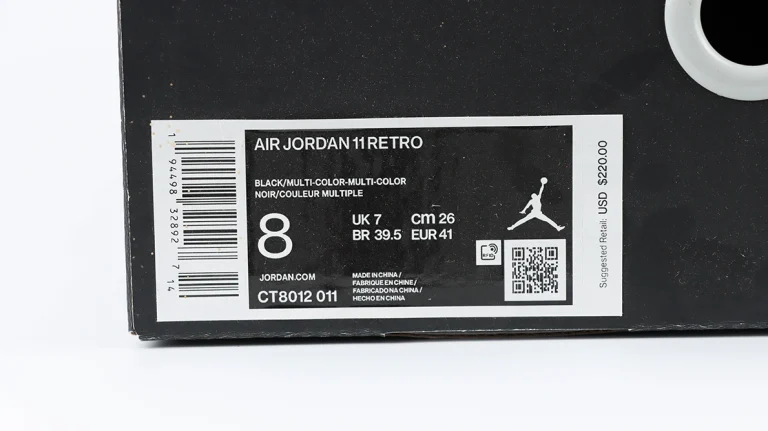 AIR JORDAN 11 RETRO
BLACK/MULTI-COLOR-MULTI-COLOR
NOIR/COULEUR MULTIPLE
8
UK 7 cm 26
BR 39.5 EUR 41
RFID
JORDAN.COM
CT8012 011
MADE IN CHINA /
FABRIQUE EN CHINE /
FABRICADO NA CHINA /
HECHO EN CHINA
1 94498 32892 7 14
Suggested Retail: USD $220.00